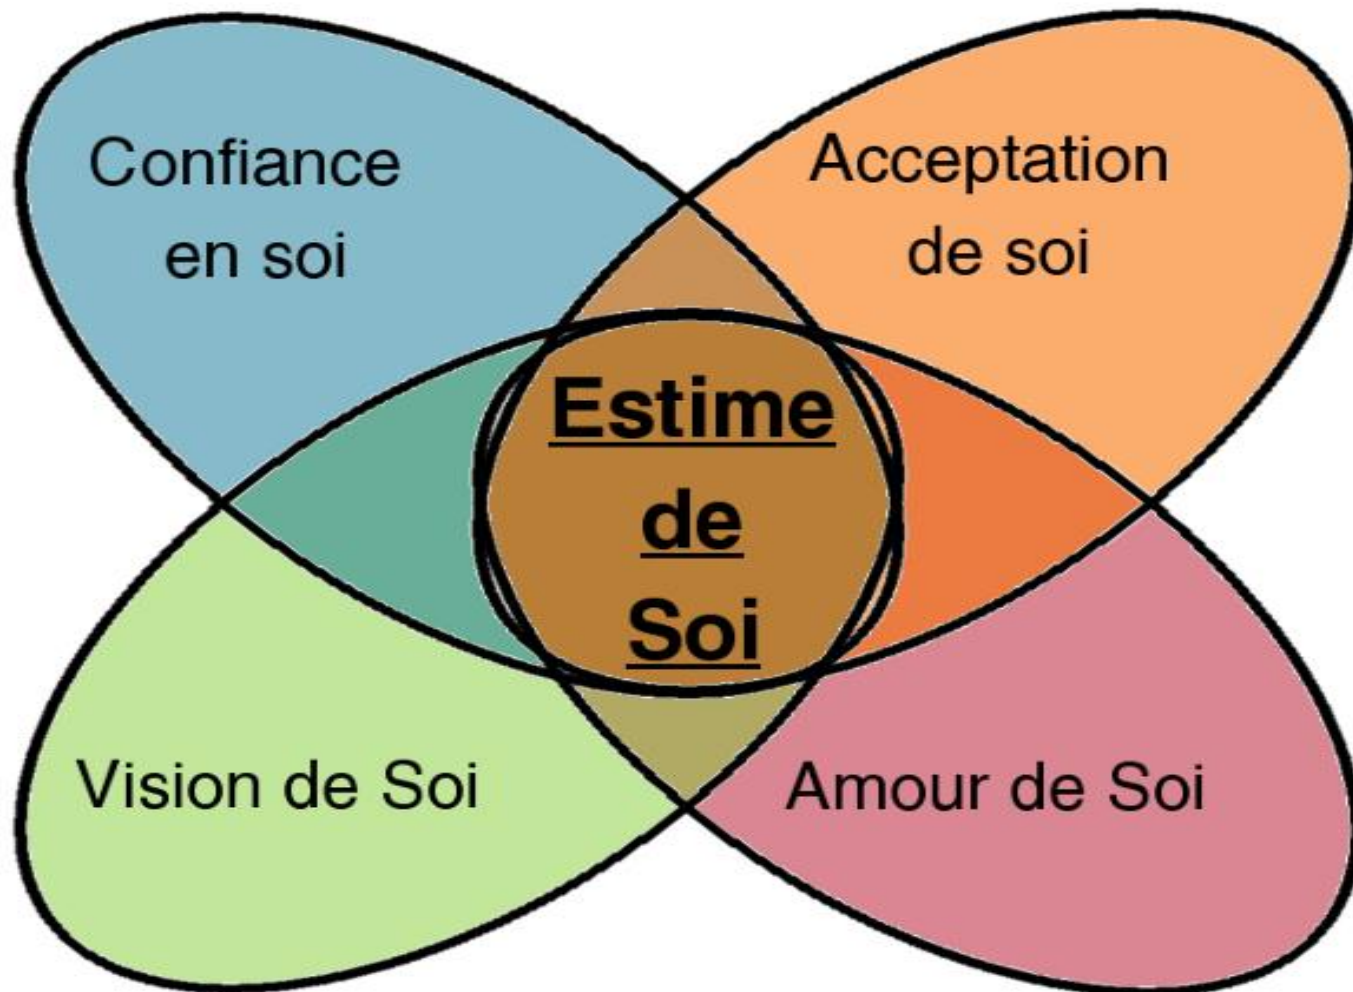 Confiance
en soi
Acceptation
de soi
Estime
de
Soi
Vision de Soi
Amour de Soi